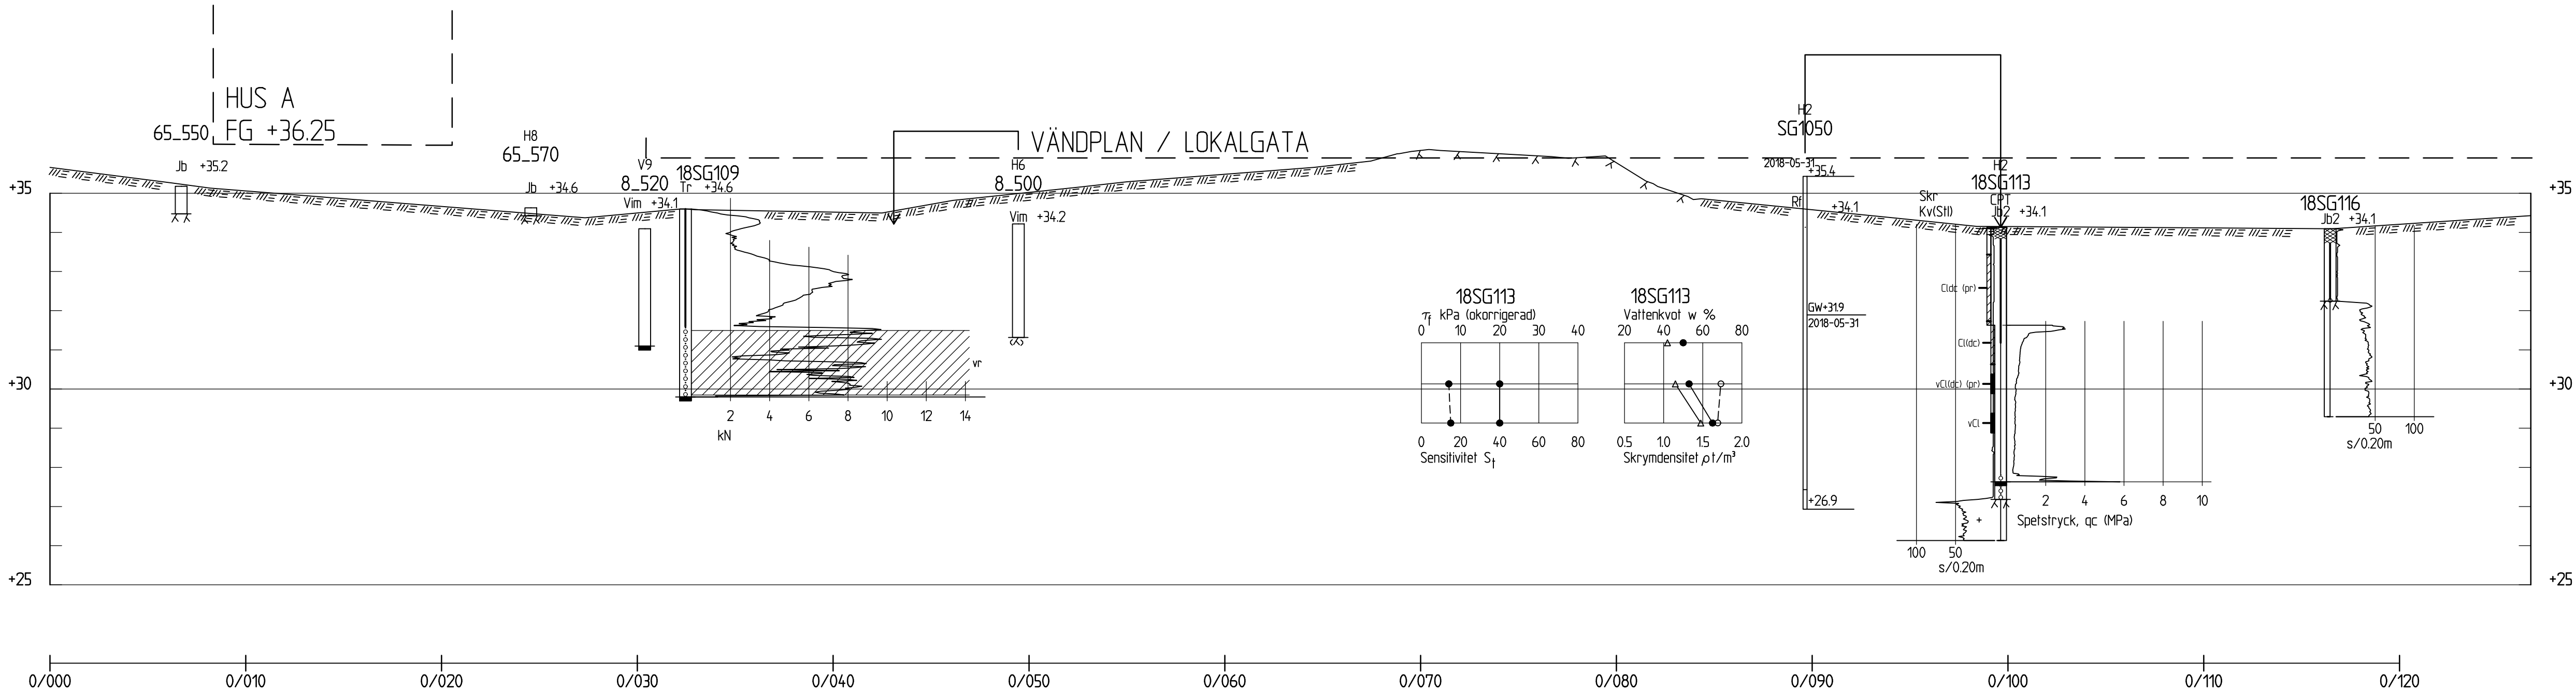 HUS A
FG +36.25
65_550
Jb +35.2
H8
65_570
Jb +34.6
V9
8_520
Vim +34.1
18SG109
Tr +34.6
H6
8_500
Vim +34.2
VÄNDPLAN / LOKALGATA
H2
SG1050
2018-05-31
+35.4
Rf +34.1
GW+31.9
2018-05-31
+26.9
H2
18SG113
Skr CPT
Kv(StI) Jb2 +34.1
18SG116
Jb2 +34.1
+35 +35
+30 +30
+25 +25
vr
2 4 6 8 10 12 14
kN
18SG113
τf kPa (okorrigerad)
0 10 20 30 40
0 20 40 60 80
Sensitivitet St
18SG113
Vattenkvot w %
20 40 60 80
0.5 1.0 1.5 2.0
Skrymdensitet ρ t/m³
Cldc (pr)
Cl(dc)
vCl(dc) (pr)
vCl
2 4 6 8 10
Spetstryck, qc (MPa)
+
100 50
s/0.20m
50 100
s/0.20m
0/000 0/010 0/020 0/030 0/040 0/050 0/060 0/070 0/080 0/090 0/100 0/110 0/120